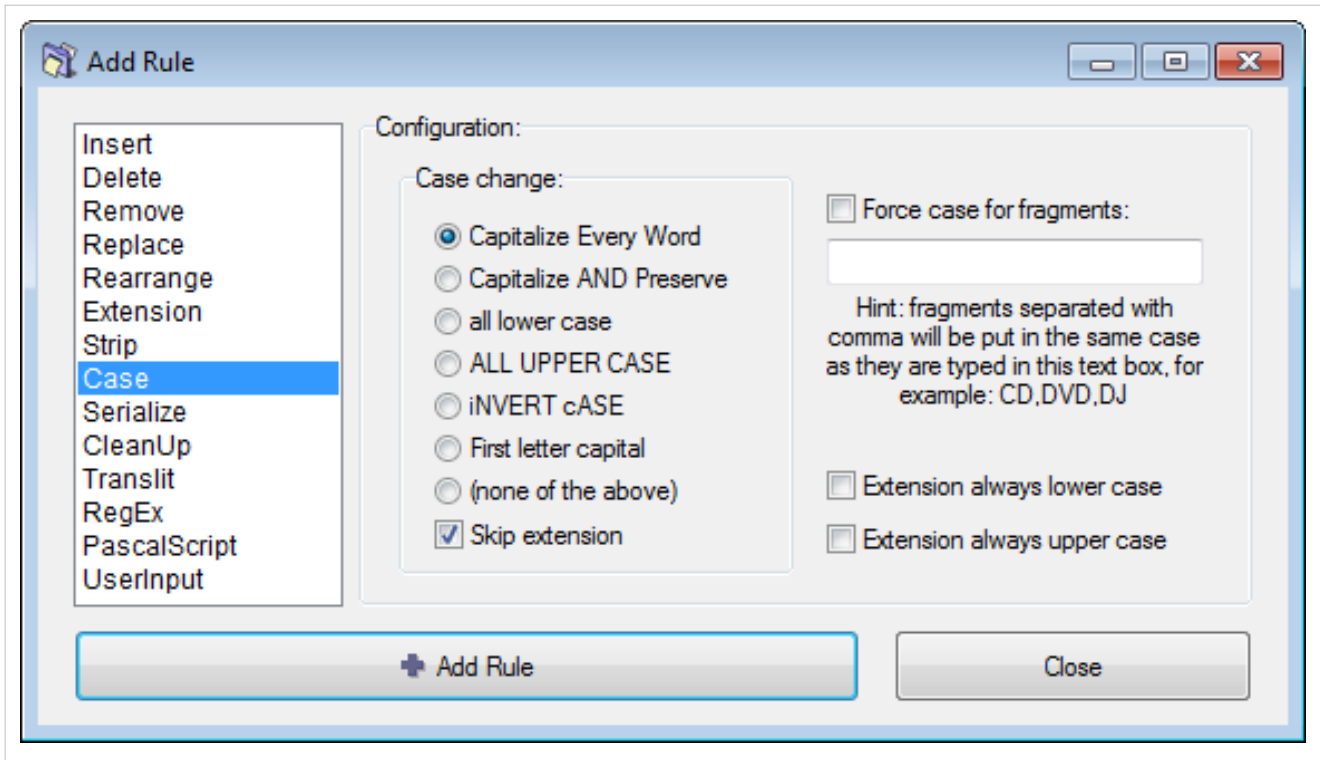 Add Rule
Insert
Delete
Remove
Replace
Rearrange
Extension
Strip
Case
Serialize
CleanUp
Translit
RegEx
PascalScript
UserInput
Configuration:
Case change:
Capitalize Every Word
Capitalize AND Preserve
all lower case
ALL UPPER CASE
iNVERT cASE
First letter capital
(none of the above)
Skip extension
Force case for fragments:
Hint: fragments separated with
comma will be put in the same case
as they are typed in this text box, for
example: CD,DVD,DJ
Extension always lower case
Extension always upper case
Add Rule
Close